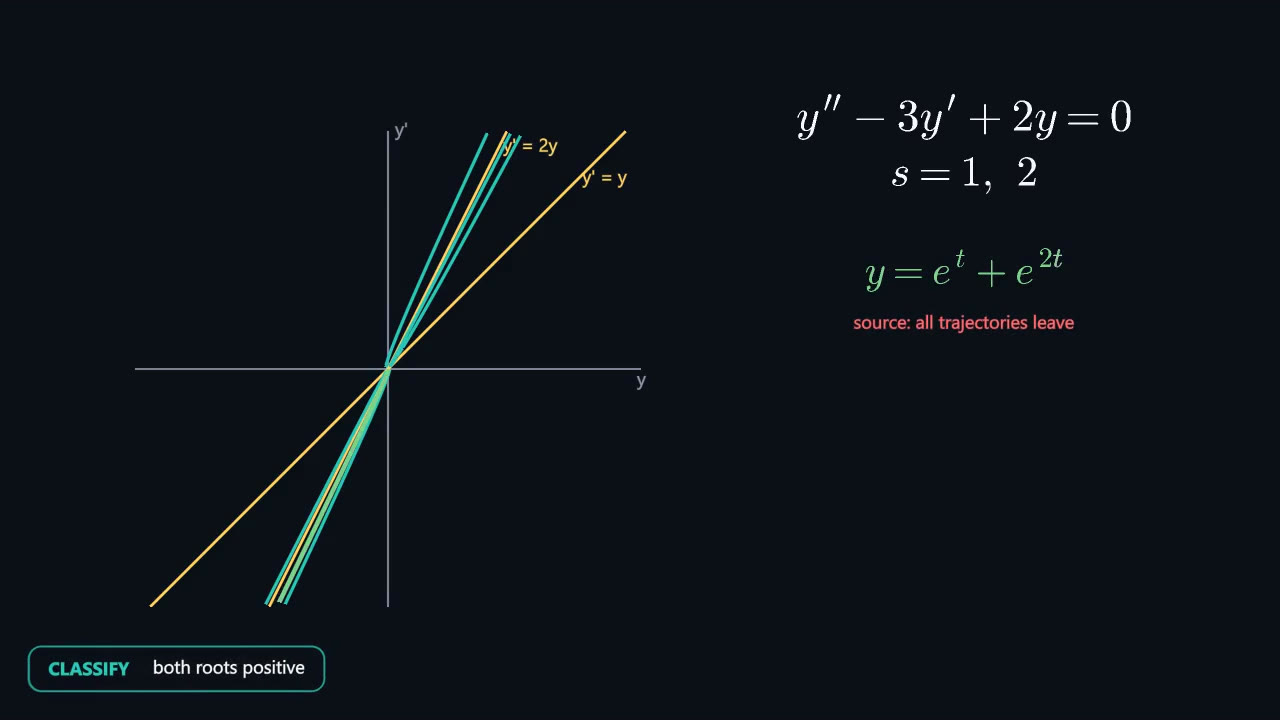 y'
y' = 2y
y' = y
y
y'' − 3y' + 2y = 0
s = 1, 2
y = e^t + e^{2t}
source: all trajectories leave
CLASSIFY both roots positive